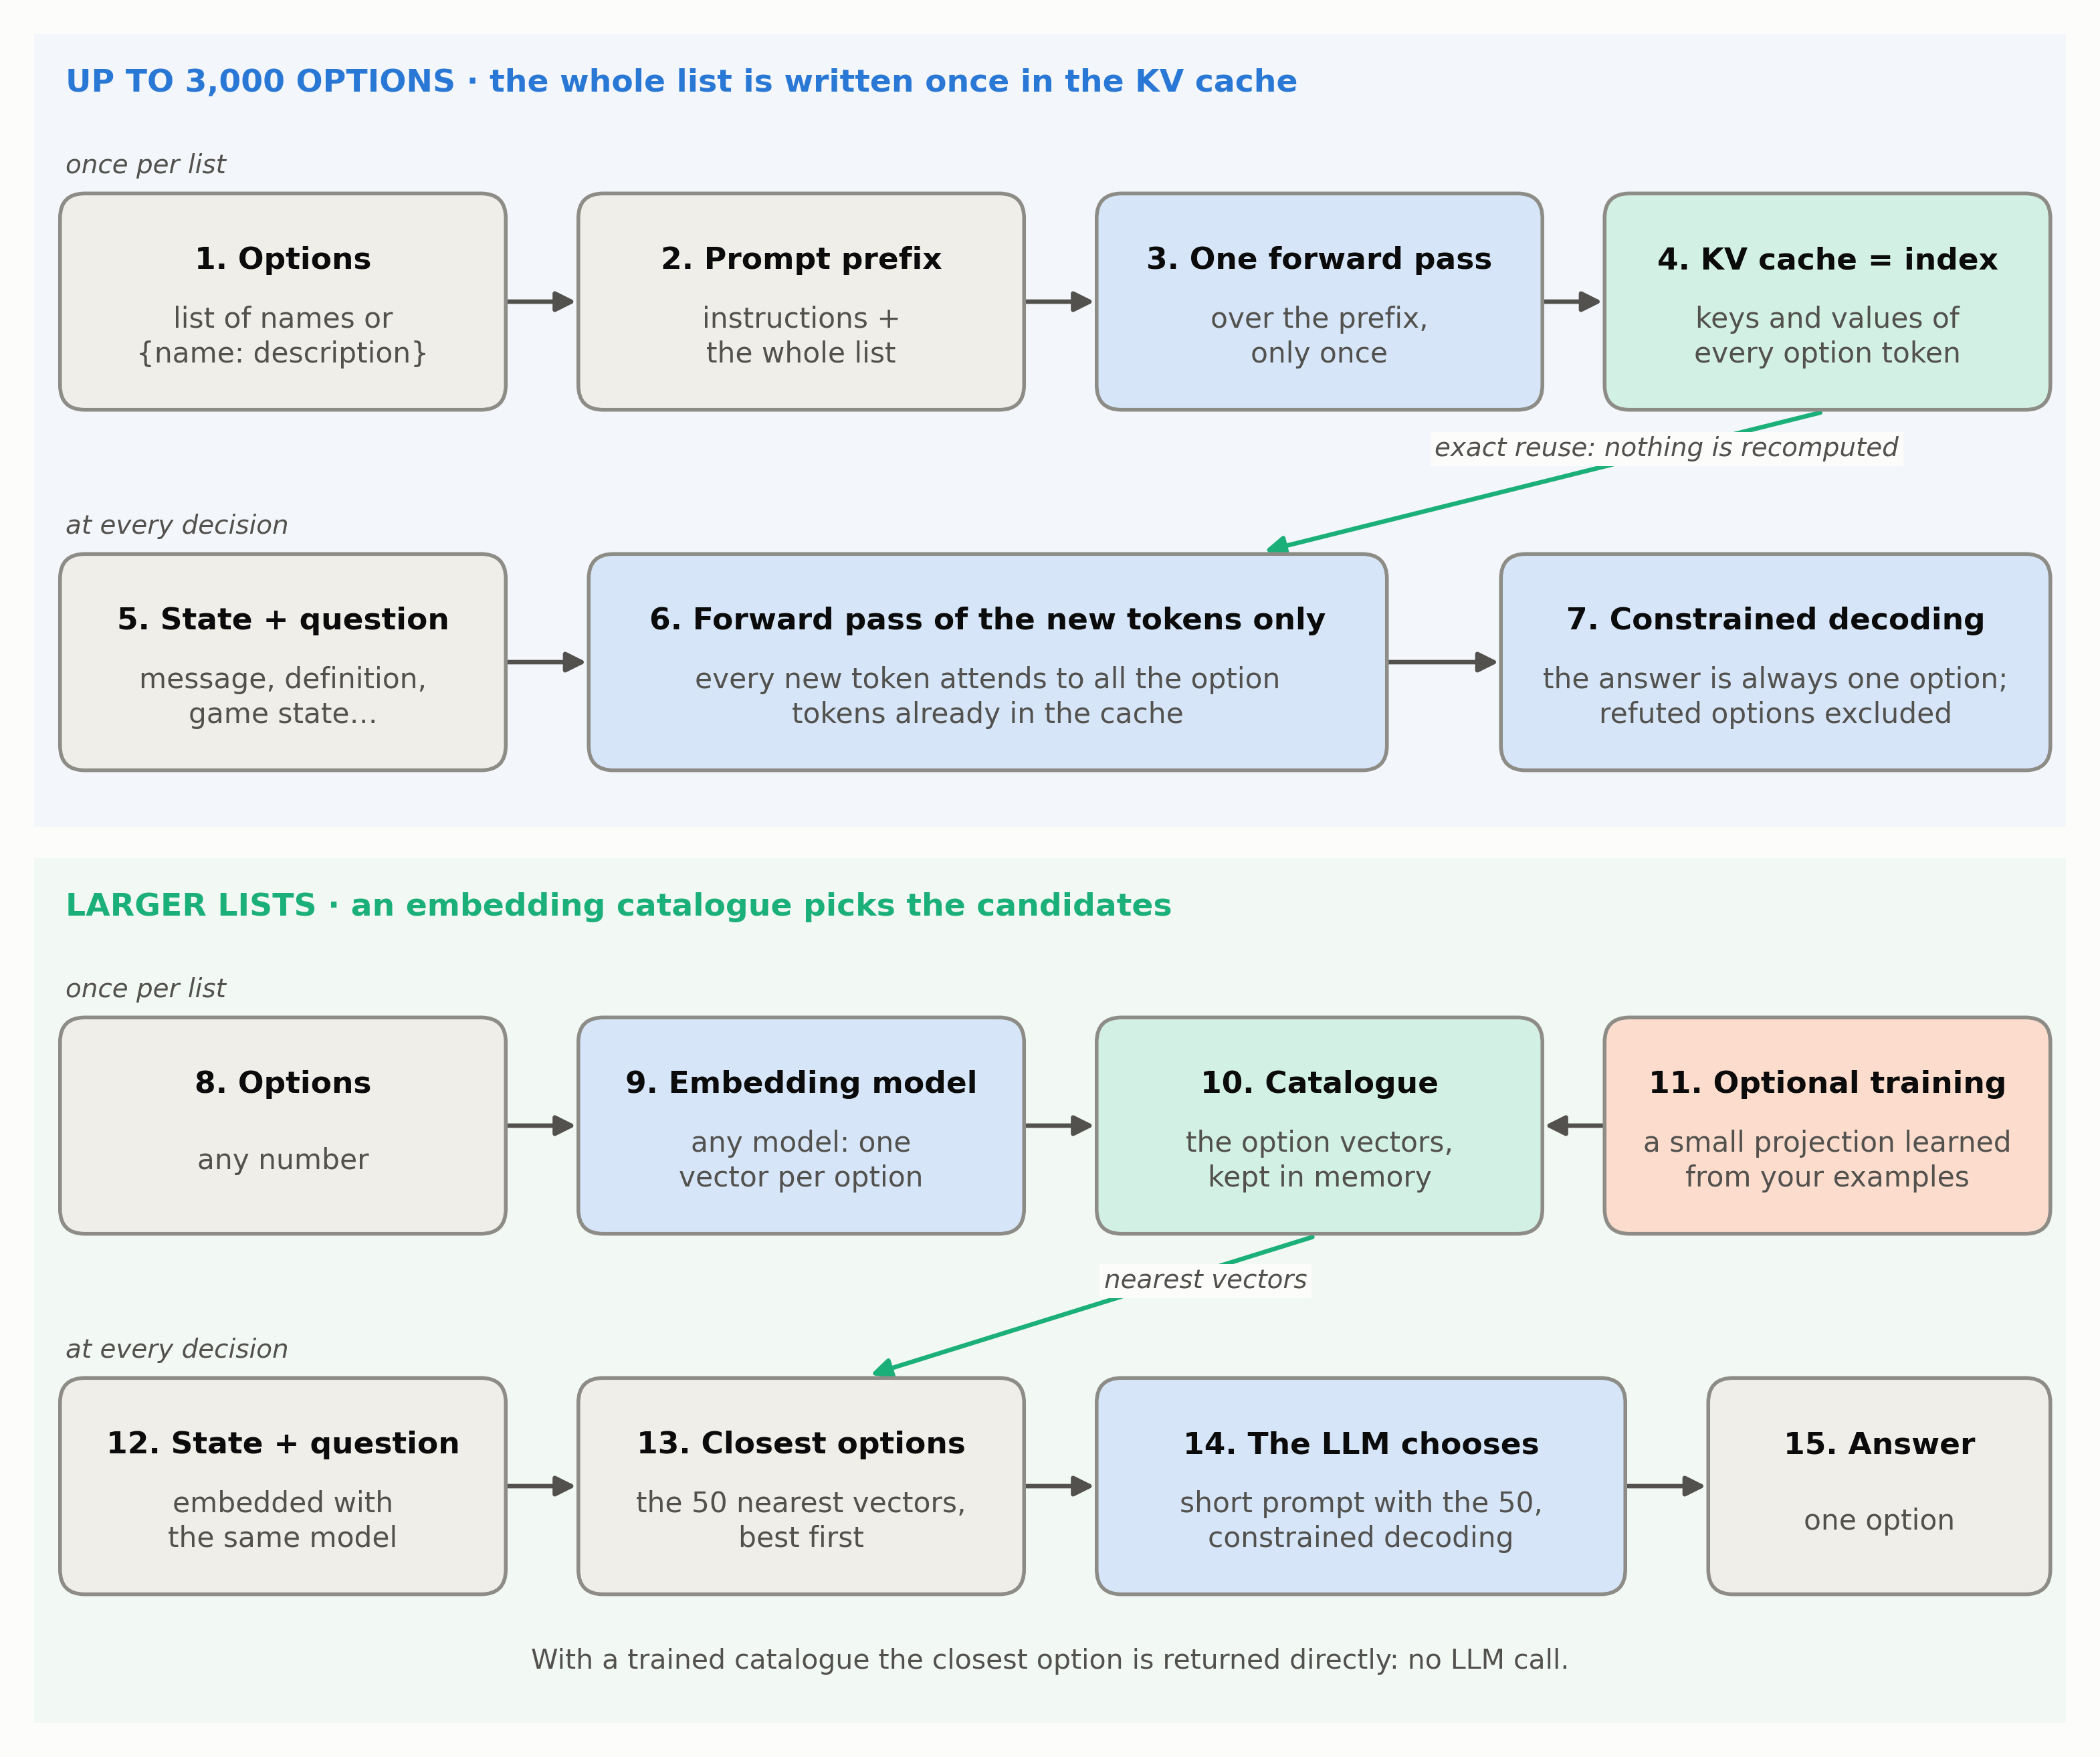 UP TO 3,000 OPTIONS · the whole list is written once in the KV cache
once per list
1. Options
list of names or
{name: description}
2. Prompt prefix
instructions +
the whole list
3. One forward pass
over the prefix,
only once
4. KV cache = index
keys and values of
every option token
exact reuse: nothing is recomputed
at every decision
5. State + question
message, definition,
game state...
6. Forward pass of the new tokens only
every new token attends to all the option
tokens already in the cache
7. Constrained decoding
the answer is always one option;
refuted options excluded
LARGER LISTS · an embedding catalogue picks the candidates
once per list
8. Options
any number
9. Embedding model
any model: one
vector per option
10. Catalogue
the option vectors,
kept in memory
11. Optional training
a small projection learned
from your examples
nearest vectors
at every decision
12. State + question
embedded with
the same model
13. Closest options
the 50 nearest vectors,
best first
14. The LLM chooses
short prompt with the 50,
constrained decoding
15. Answer
one option
With a trained catalogue the closest option is returned directly: no LLM call.